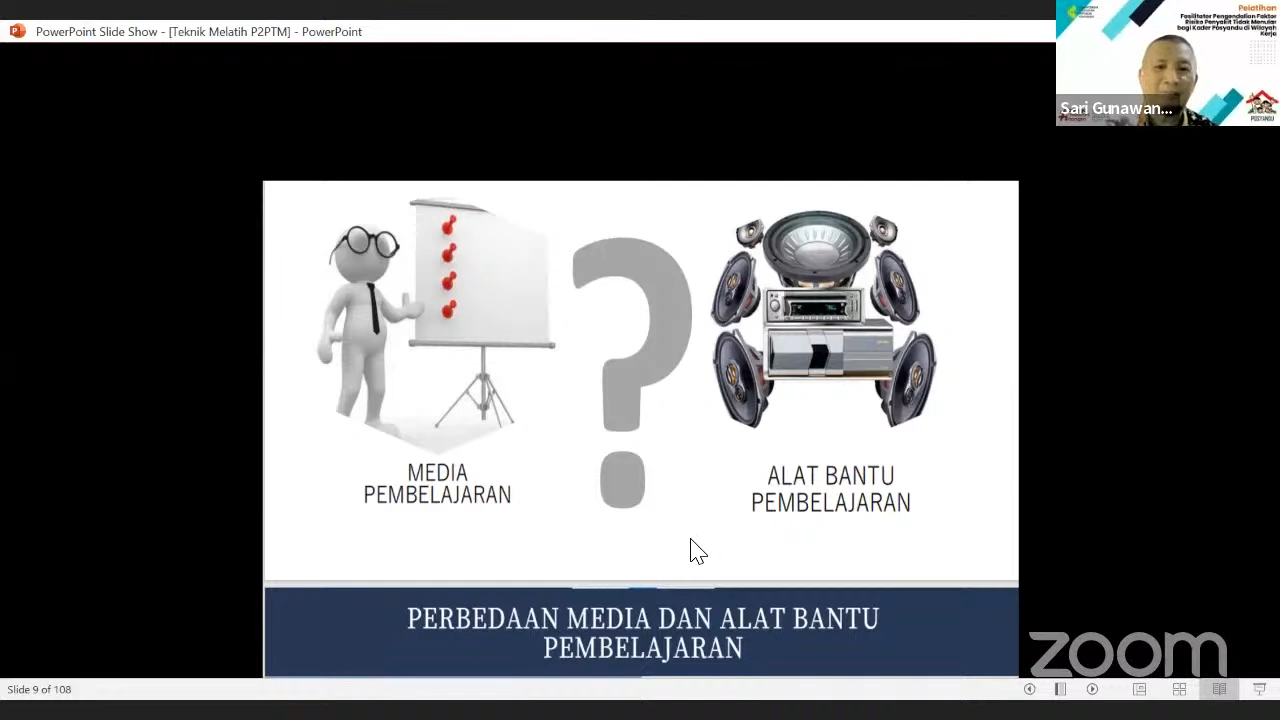 PowerPoint Slide Show - [Teknik Melatih P2PTM] - PowerPoint
Pelatihan
Fasilitator Pengendalian Faktor
Risiko Penyakit Tidak Menular
bagi Kader Posyandu di Wilayah
Kerja
Sari Gunawan...
POSYANDU
MEDIA
PEMBELAJARAN
ALAT BANTU
PEMBELAJARAN
PERBEDAAN MEDIA DAN ALAT BANTU
PEMBELAJARAN
zoom
Slide 9 of 108